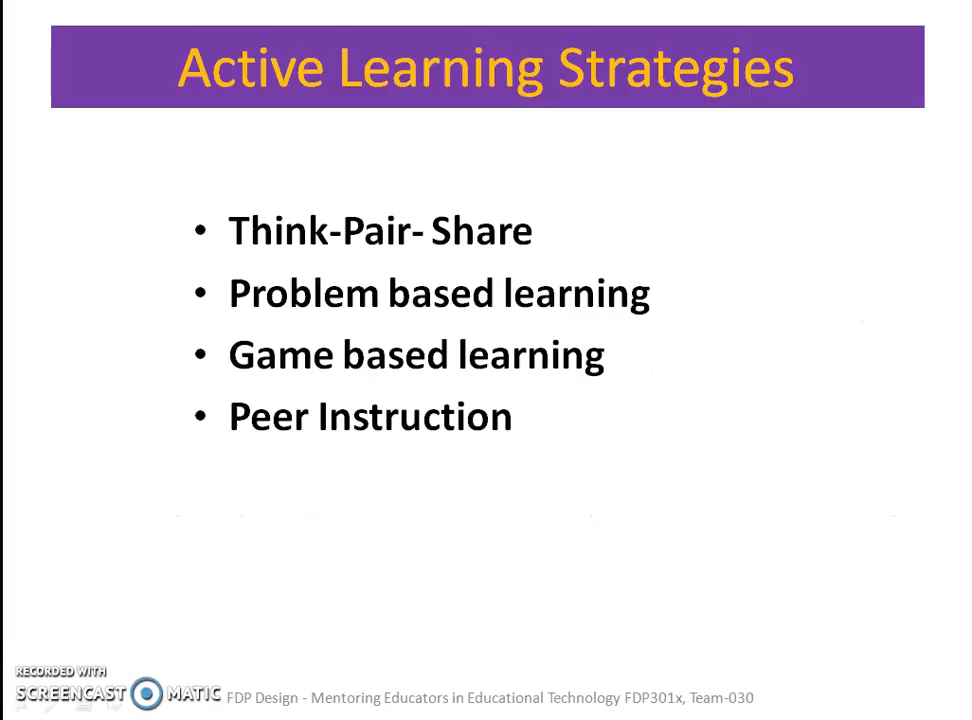 Active Learning Strategies
• Think-Pair- Share
• Problem based learning
• Game based learning
• Peer Instruction
RECORDED WITH
SCREENCAST MATIC
FDP Design - Mentoring Educators in Educational Technology FDP301x, Team-030